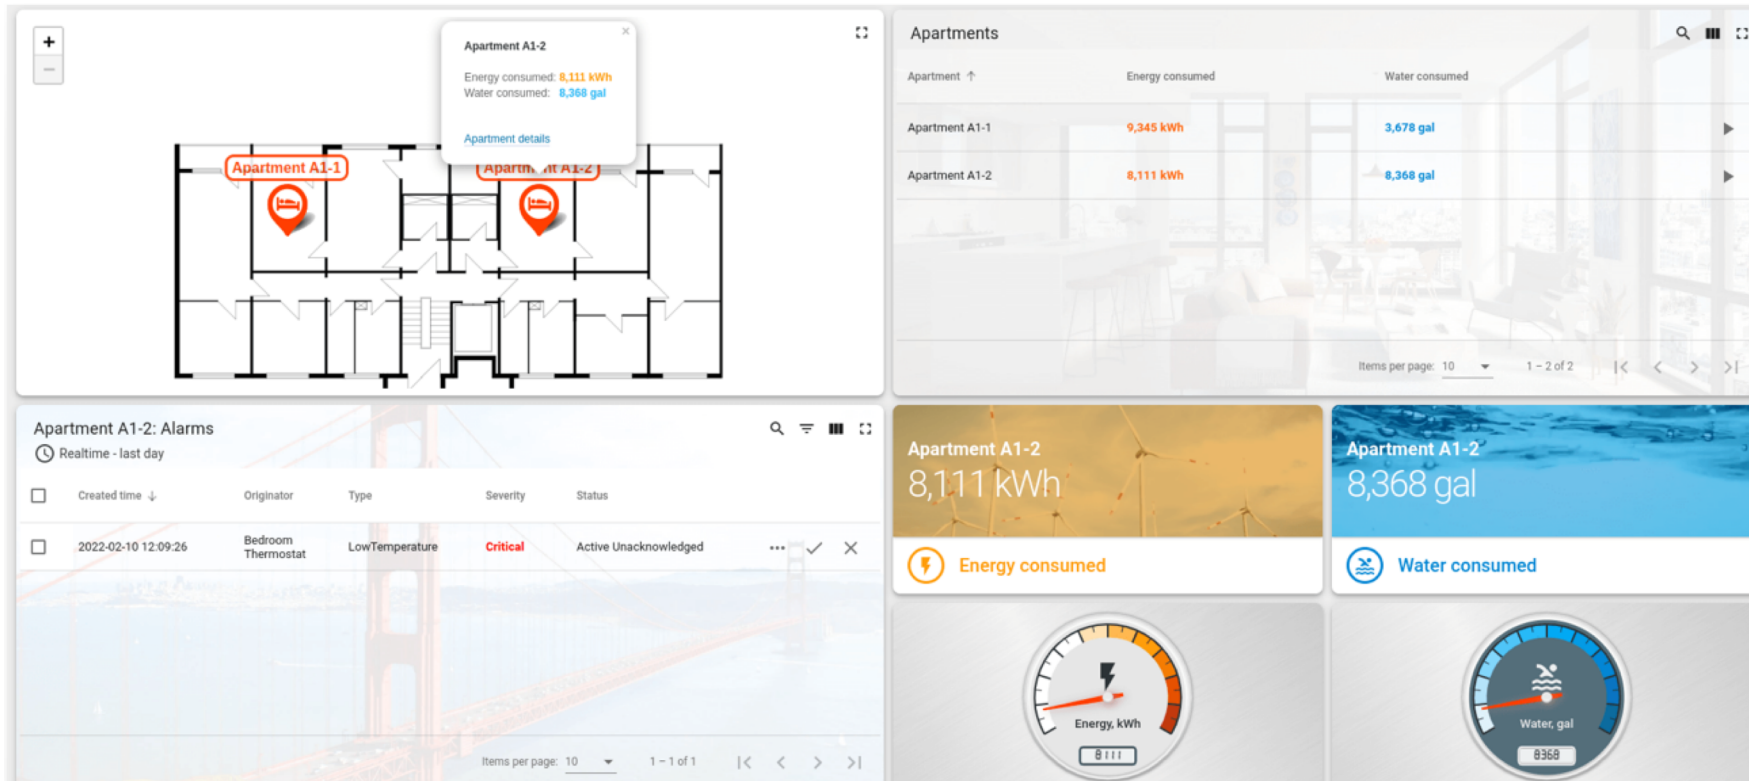 +
−
Apartment A1-2
Energy consumed: 8,111 kWh
Water consumed: 8,368 gal
Apartment details
Apartment A1-1
Apartment A1-2
Apartments
Apartment Energy consumed Water consumed
Apartment A1-1 9,345 kWh 3,678 gal
Apartment A1-2 8,111 kWh 8,368 gal
Items per page: 10 1 – 2 of 2
Apartment A1-2: Alarms
Realtime - last day
Created time Originator Type Severity Status
2022-02-10 12:09:26 Bedroom Thermostat LowTemperature Critical Active Unacknowledged
Items per page: 10 1 – 1 of 1
Apartment A1-2
8,111 kWh
Energy consumed
Apartment A1-2
8,368 gal
Water consumed
Energy, kWh
8111
Water, gal
8368